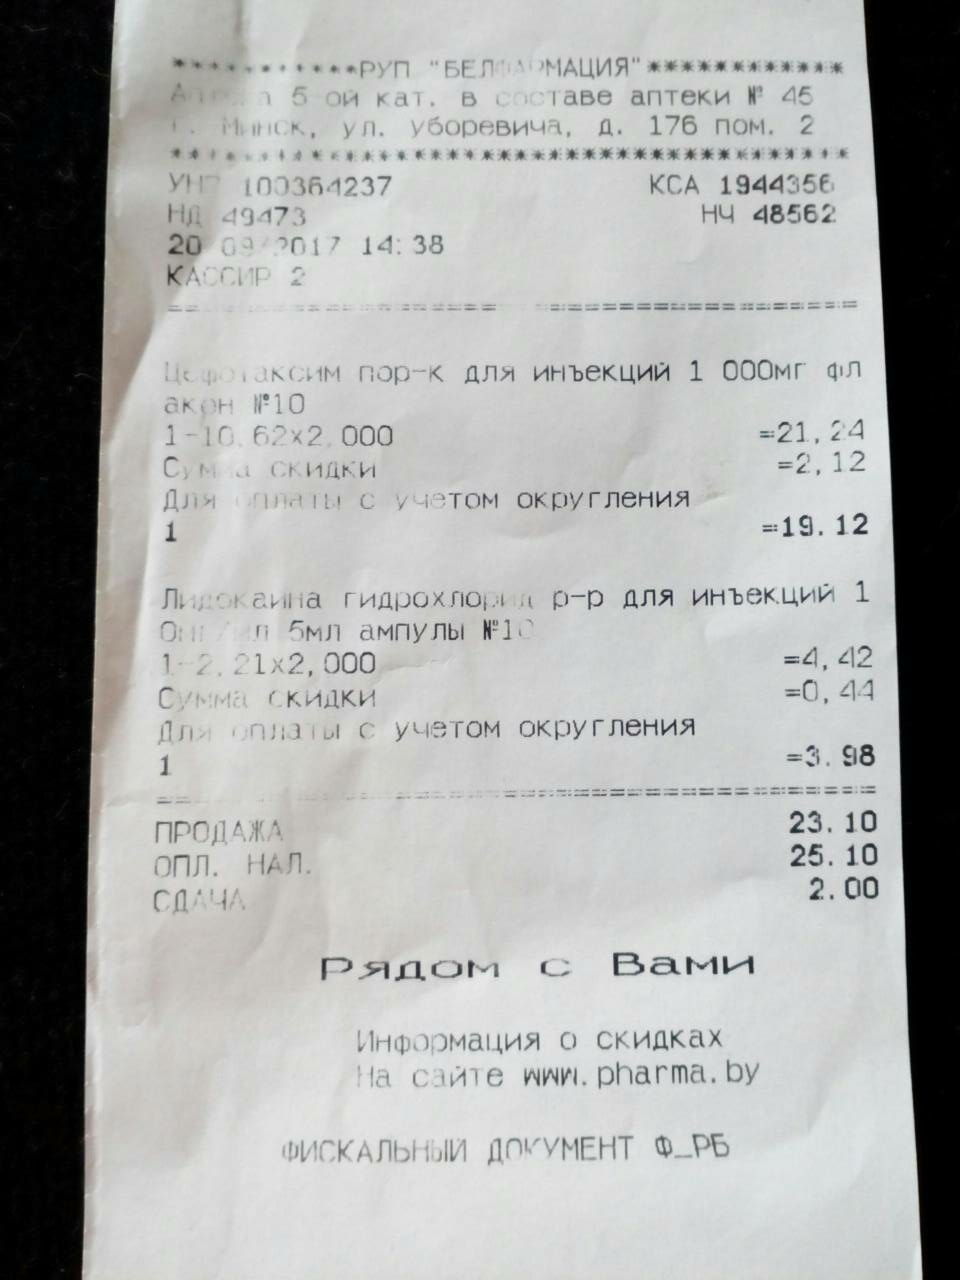 ************РУП "БЕЛФАРМАЦИЯ"************
Аптека 5-ой кат. в составе аптеки № 45
г. Минск, ул. Уборевича, д. 176 пом. 2
******************************************
УНП 100364237 КСА 1944356
НД 49473 НЧ 48562
20/09/2017 14:38
КАССИР 2
==========================================
Цефотаксим пор-к для инъекций 1 000мг фл
акон №10
1-10,62x2,000 =21,24
Сумма скидки =2,12
Для оплаты с учетом округления
1 =19.12
Лидокаина гидрохлорид р-р для инъекций 1
0мг/мл 5мл ампулы №10
1-2,21x2,000 =4,42
Сумма скидки =0,44
Для оплаты с учетом округления
1 =3.98
==========================================
ПРОДАЖА 23.10
ОПЛ. НАЛ. 25.10
СДАЧА 2.00
Рядом с Вами
Информация о скидках
На сайте www.pharma.by
ФИСКАЛЬНЫЙ ДОКУМЕНТ Ф_РБ